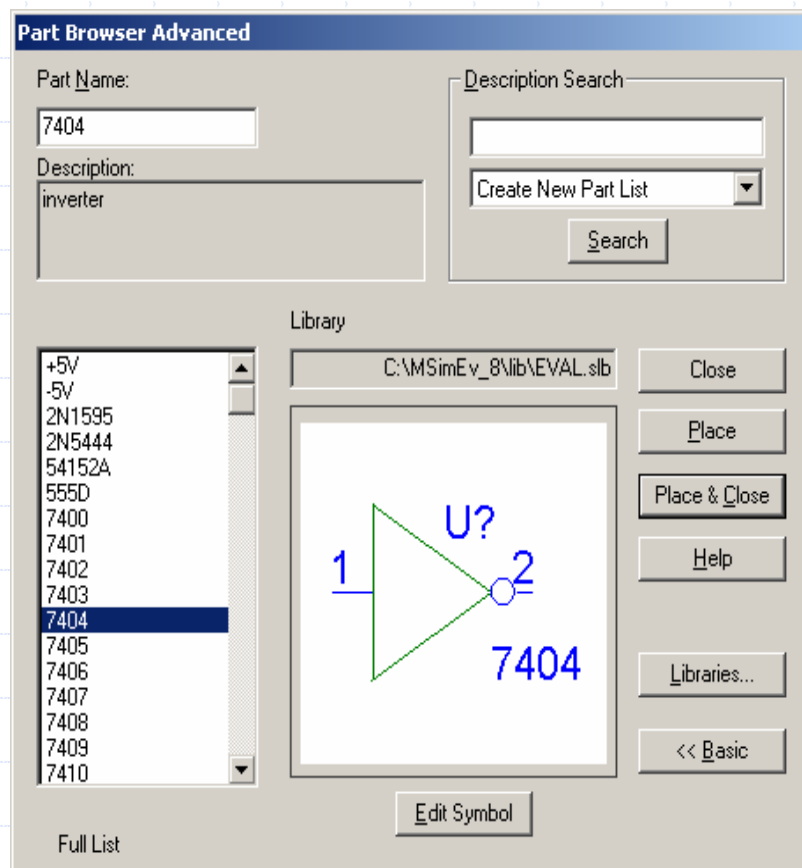 Part Browser Advanced
Part Name:
7404
Description:
inverter
Description Search
Create New Part List
Search
Library
C:\MSimEv_8\lib\EVAL.slb
+5V
-5V
2N1595
2N5444
54152A
555D
7400
7401
7402
7403
7404
7405
7406
7407
7408
7409
7410
Full List
U?
1
2
7404
Edit Symbol
Close
Place
Place & Close
Help
Libraries...
<< Basic